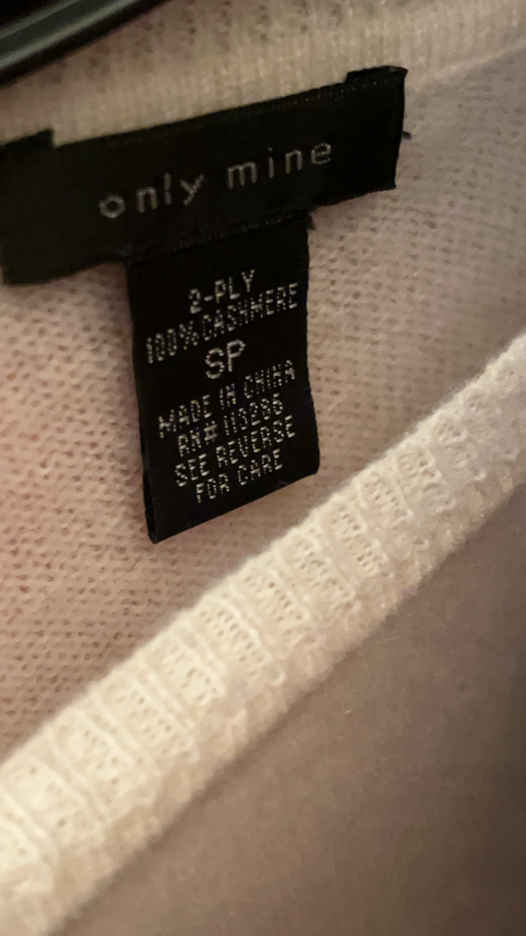 only mine
2-PLY
100% CASHMERE
SP
MADE IN CHINA
RN# 113286
SEE REVERSE
FOR CARE